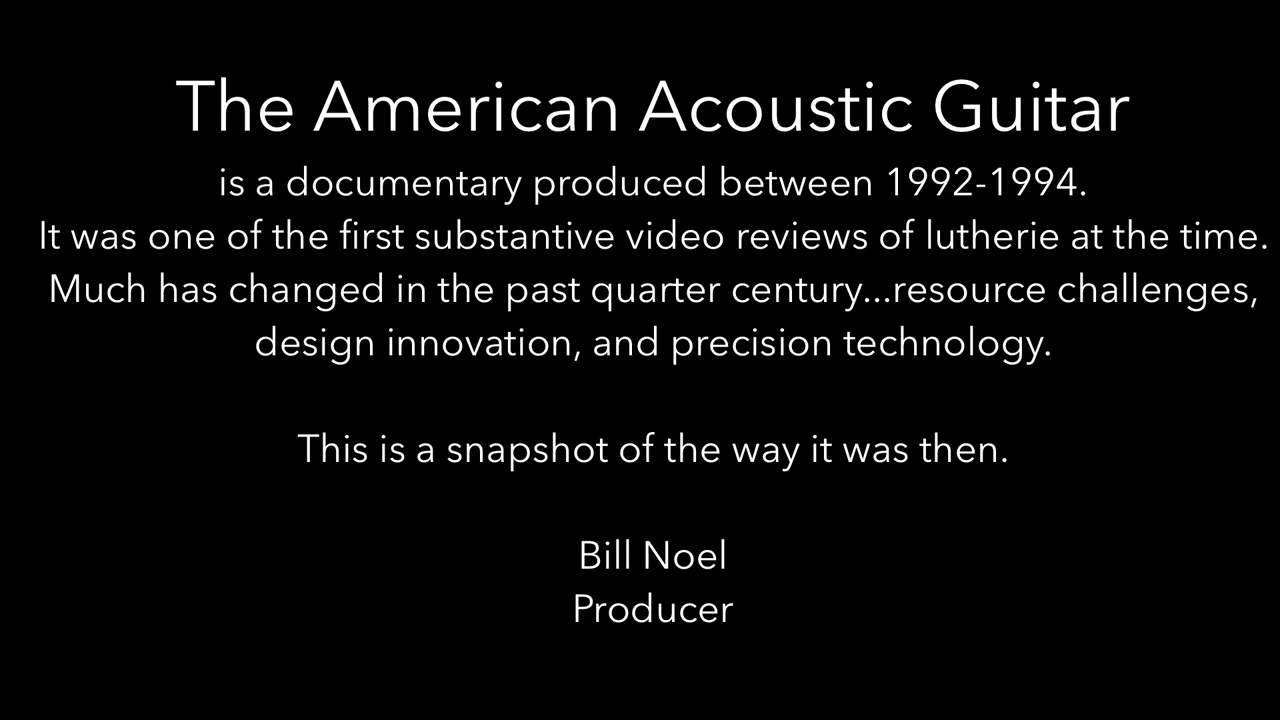 The American Acoustic Guitar
is a documentary produced between 1992-1994.
It was one of the first substantive video reviews of lutherie at the time.
Much has changed in the past quarter century...resource challenges,
design innovation, and precision technology.
This is a snapshot of the way it was then.
Bill Noel
Producer